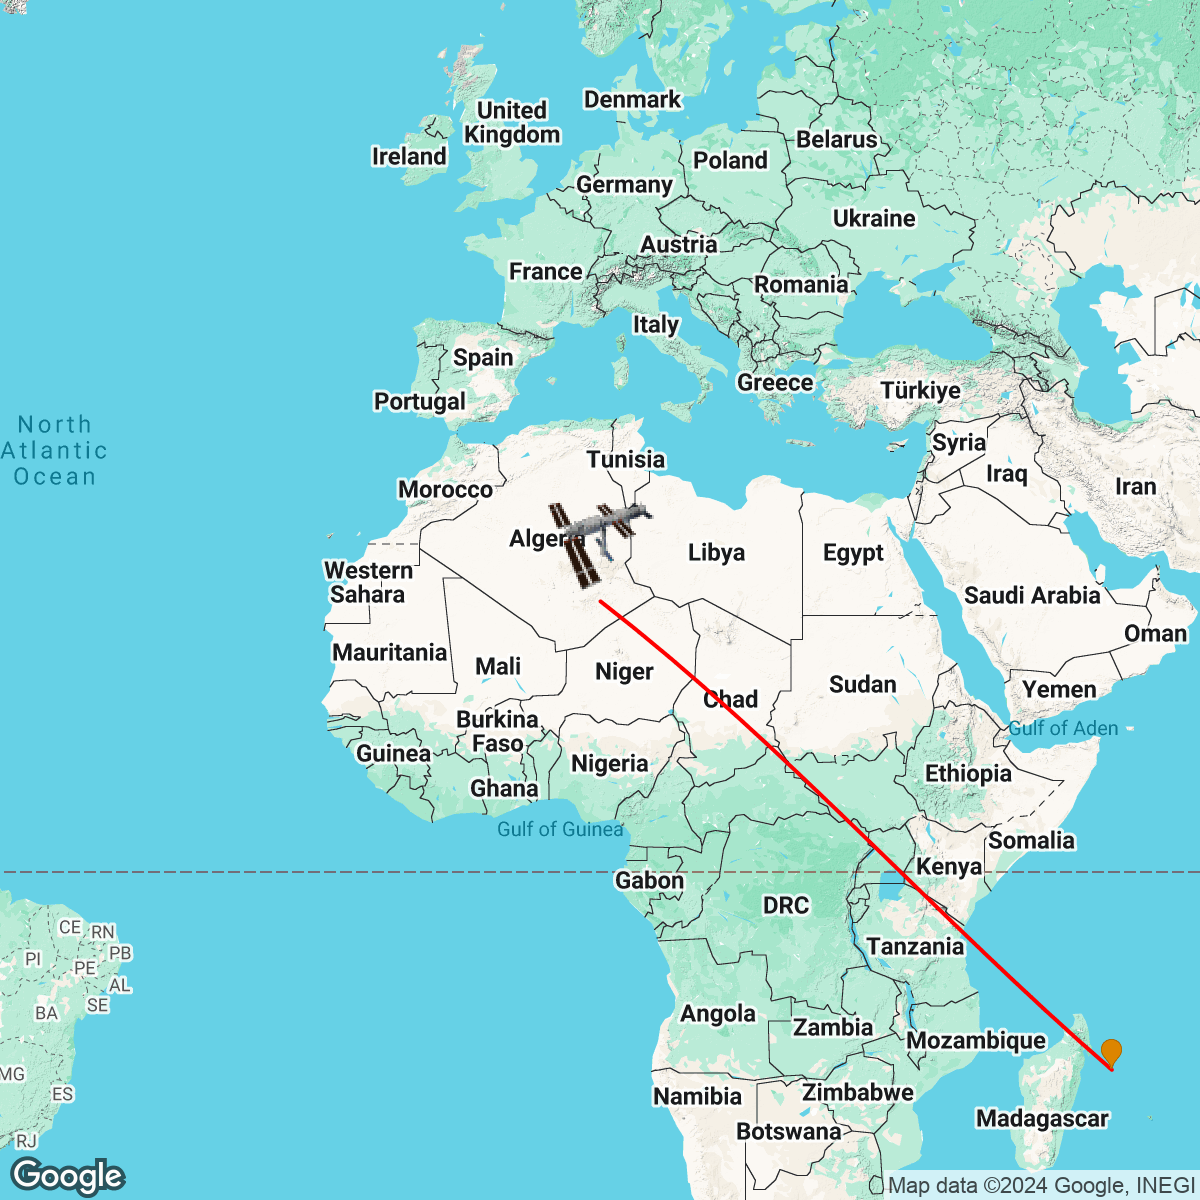 Denmark
United
Kingdom
Ireland
Belarus
Poland
Germany
Ukraine
Austria
France
Romania
Italy
Spain
Greece
Türkiye
Portugal
North
Atlantic
Ocean
Syria
Tunisia
Iraq
Iran
Morocco
Algeria
Libya
Egypt
Western
Sahara
Saudi Arabia
Oman
Mauritania
Mali
Niger
Sudan
Yemen
Chad
Burkina
Faso
Gulf of Aden
Guinea
Nigeria
Ethiopia
Ghana
Gulf of Guinea
Somalia
Kenya
Gabon
DRC
CE
RN
PB
PI
PE
AL
SE
BA
Tanzania
Angola
Zambia
Mozambique
MG
ES
RJ
Namibia
Zimbabwe
Botswana
Madagascar
Google
Map data ©2024 Google, INEGI